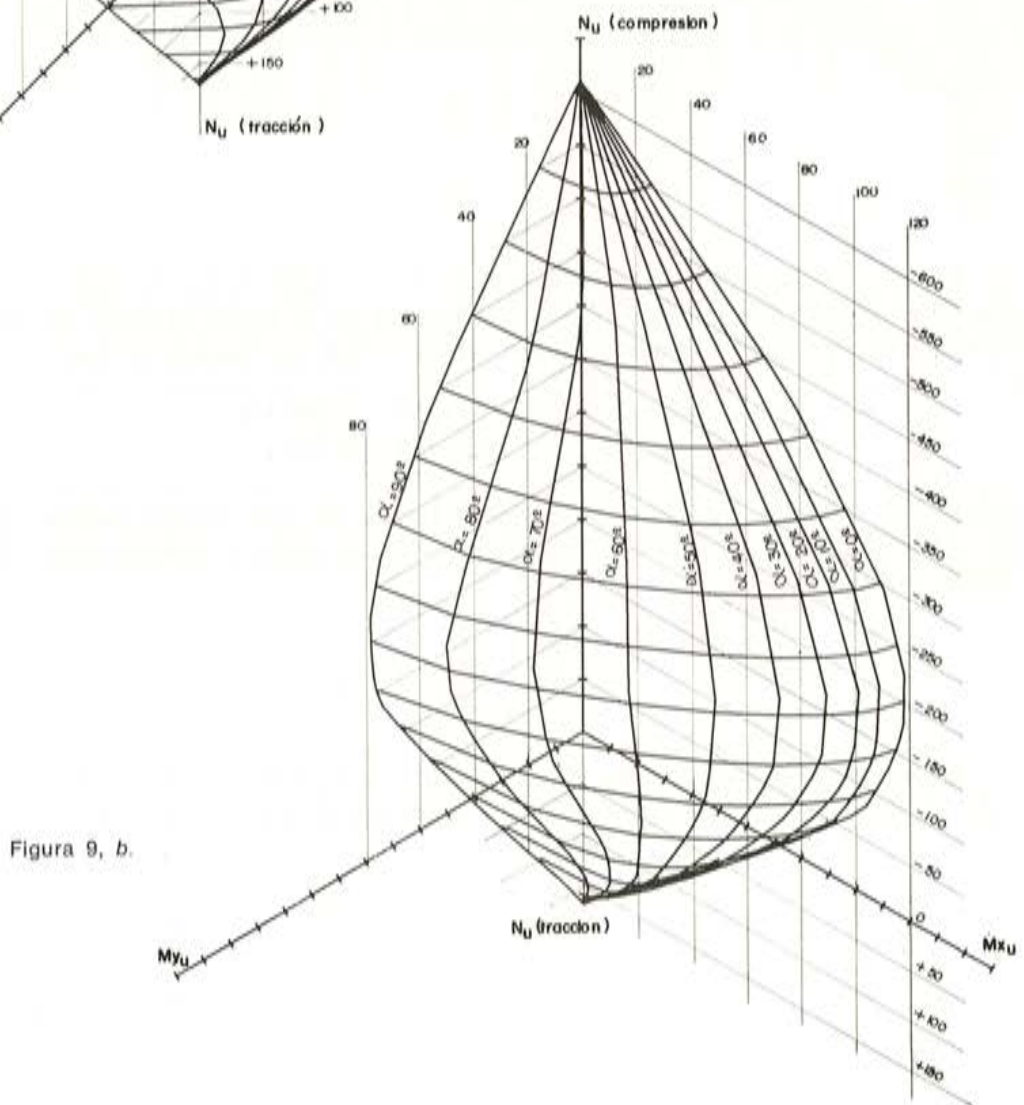 +100
+150
Nu (tracción )
Nu (compresion)
20
40
60
80
100
120
20
40
60
80
-600
-550
-500
-450
-400
-350
-300
-250
-200
-150
-100
-50
0
+50
+100
+150
α=90º
α=80º
α=70º
α=60º
α=50º
α=40º
α=30º
α=20º
α=10º
α=0º
Figura 9, b.
Nu (traccion)
Myu
Mxu